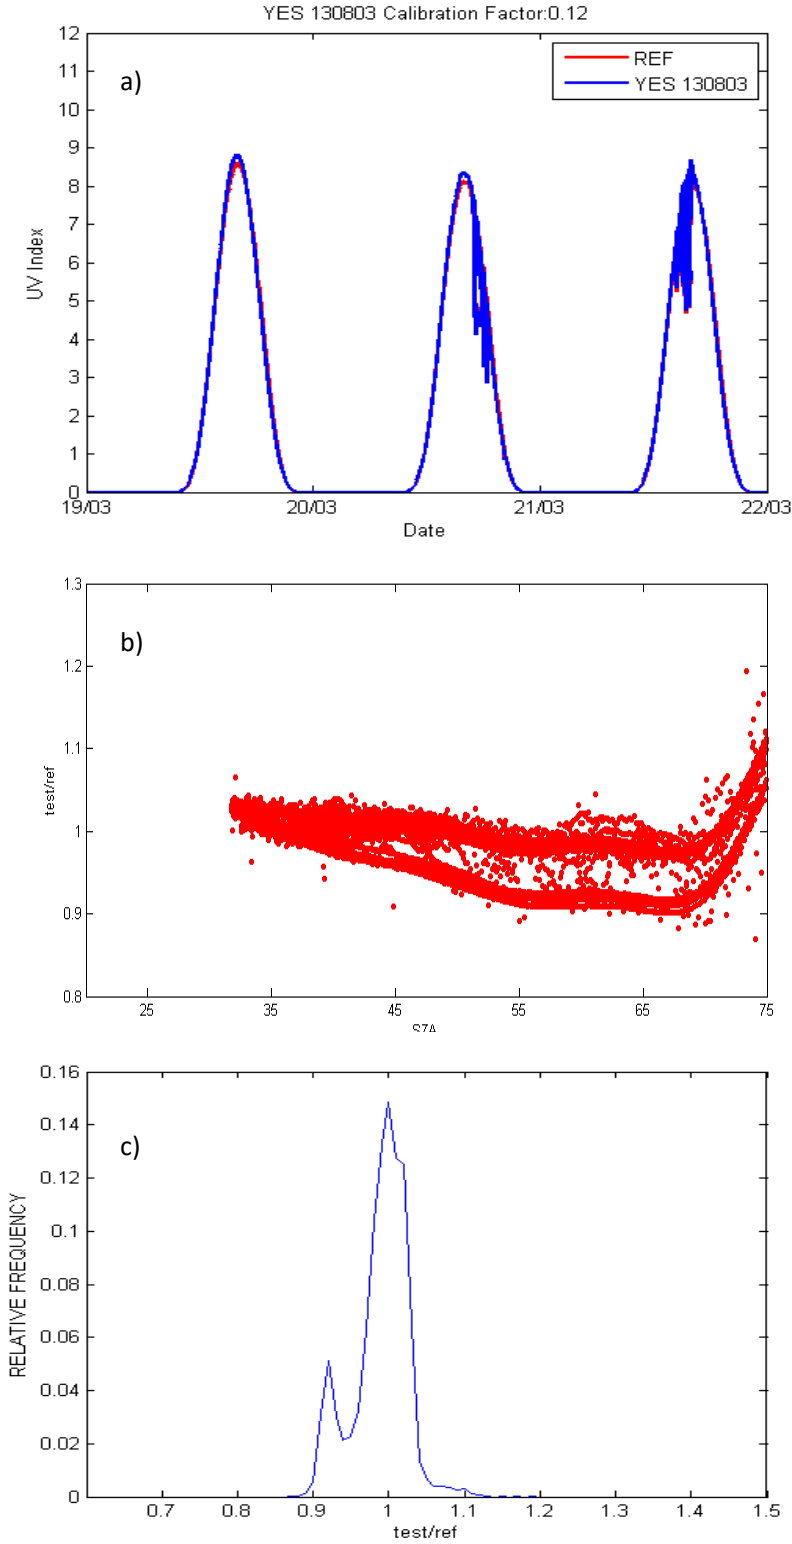 YES 130803 Calibration Factor:0.12
12
11
10
9
8
7
6
5
4
3
2
1
0
UV Index
a)
REF
YES 130803
19/03 20/03 21/03 22/03
Date
1.3
1.2
1.1
1
0.9
0.8
test/ref
b)
25 35 45 55 65 75
SZA
0.16
0.14
0.12
0.1
0.08
0.06
0.04
0.02
0
RELATIVE FREQUENCY
c)
0.7 0.8 0.9 1 1.1 1.2 1.3 1.4 1.5
test/ref